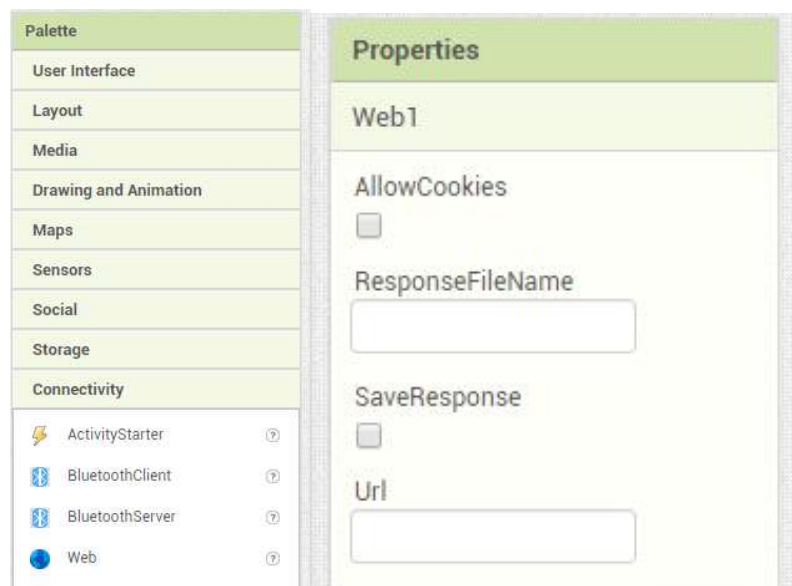 Palette
User Interface
Layout
Media
Drawing and Animation
Maps
Sensors
Social
Storage
Connectivity
ActivityStarter ?
BluetoothClient ?
BluetoothServer ?
Web ?
Properties
Web1
AllowCookies
ResponseFileName
SaveResponse
Url